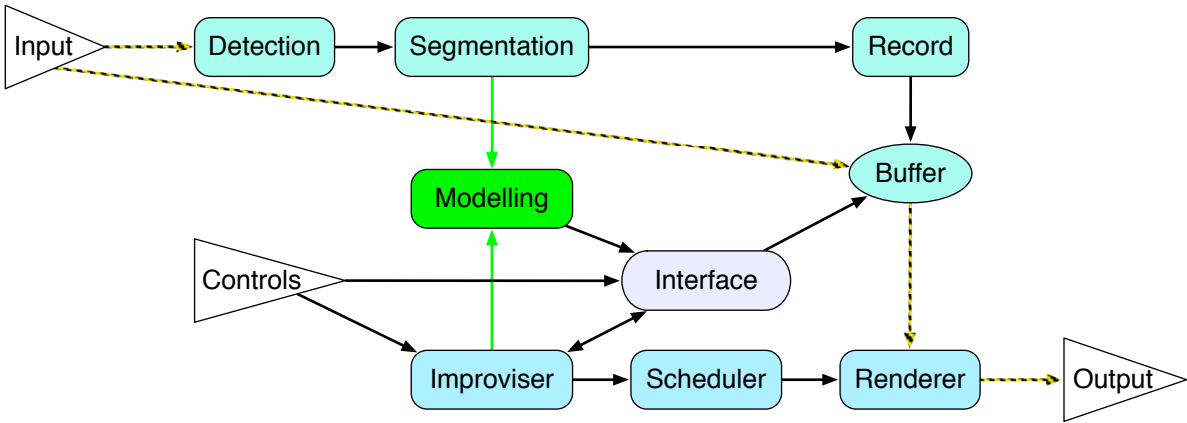 Input
Detection
Segmentation
Record
Buffer
Modelling
Controls
Interface
Improviser
Scheduler
Renderer
Output